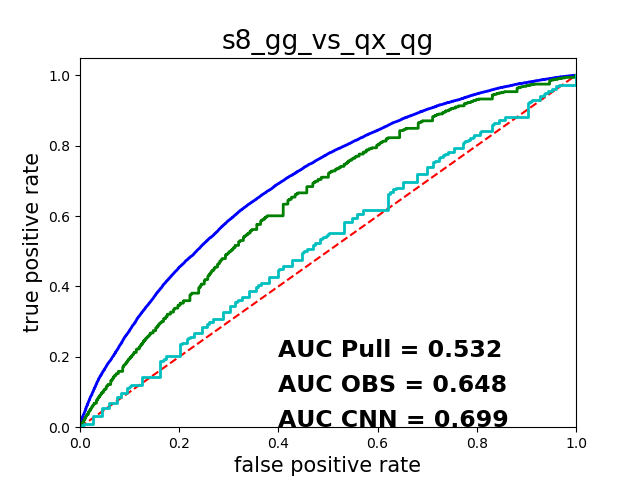 s8_gg_vs_qx_qg
true positive rate
1.0
0.8
0.6
0.4
0.2
0.0
AUC Pull = 0.532
AUC OBS = 0.648
AUC CNN = 0.699
0.0 0.2 0.4 0.6 0.8 1.0
false positive rate